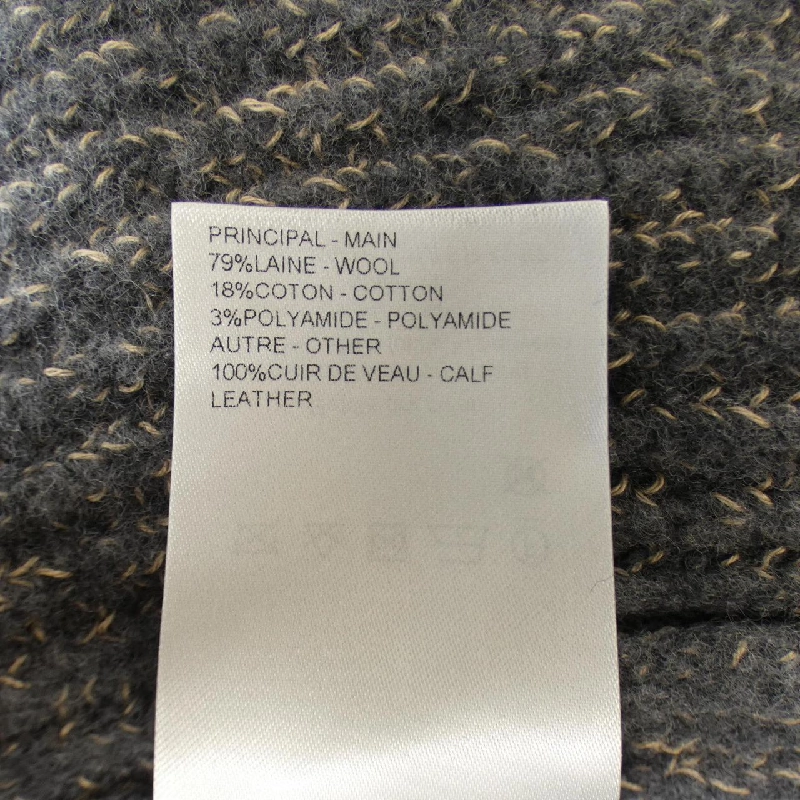 PRINCIPAL - MAIN
79%LAINE - WOOL
18%COTON - COTTON
3%POLYAMIDE - POLYAMIDE
AUTRE - OTHER
100%CUIR DE VEAU - CALF
LEATHER